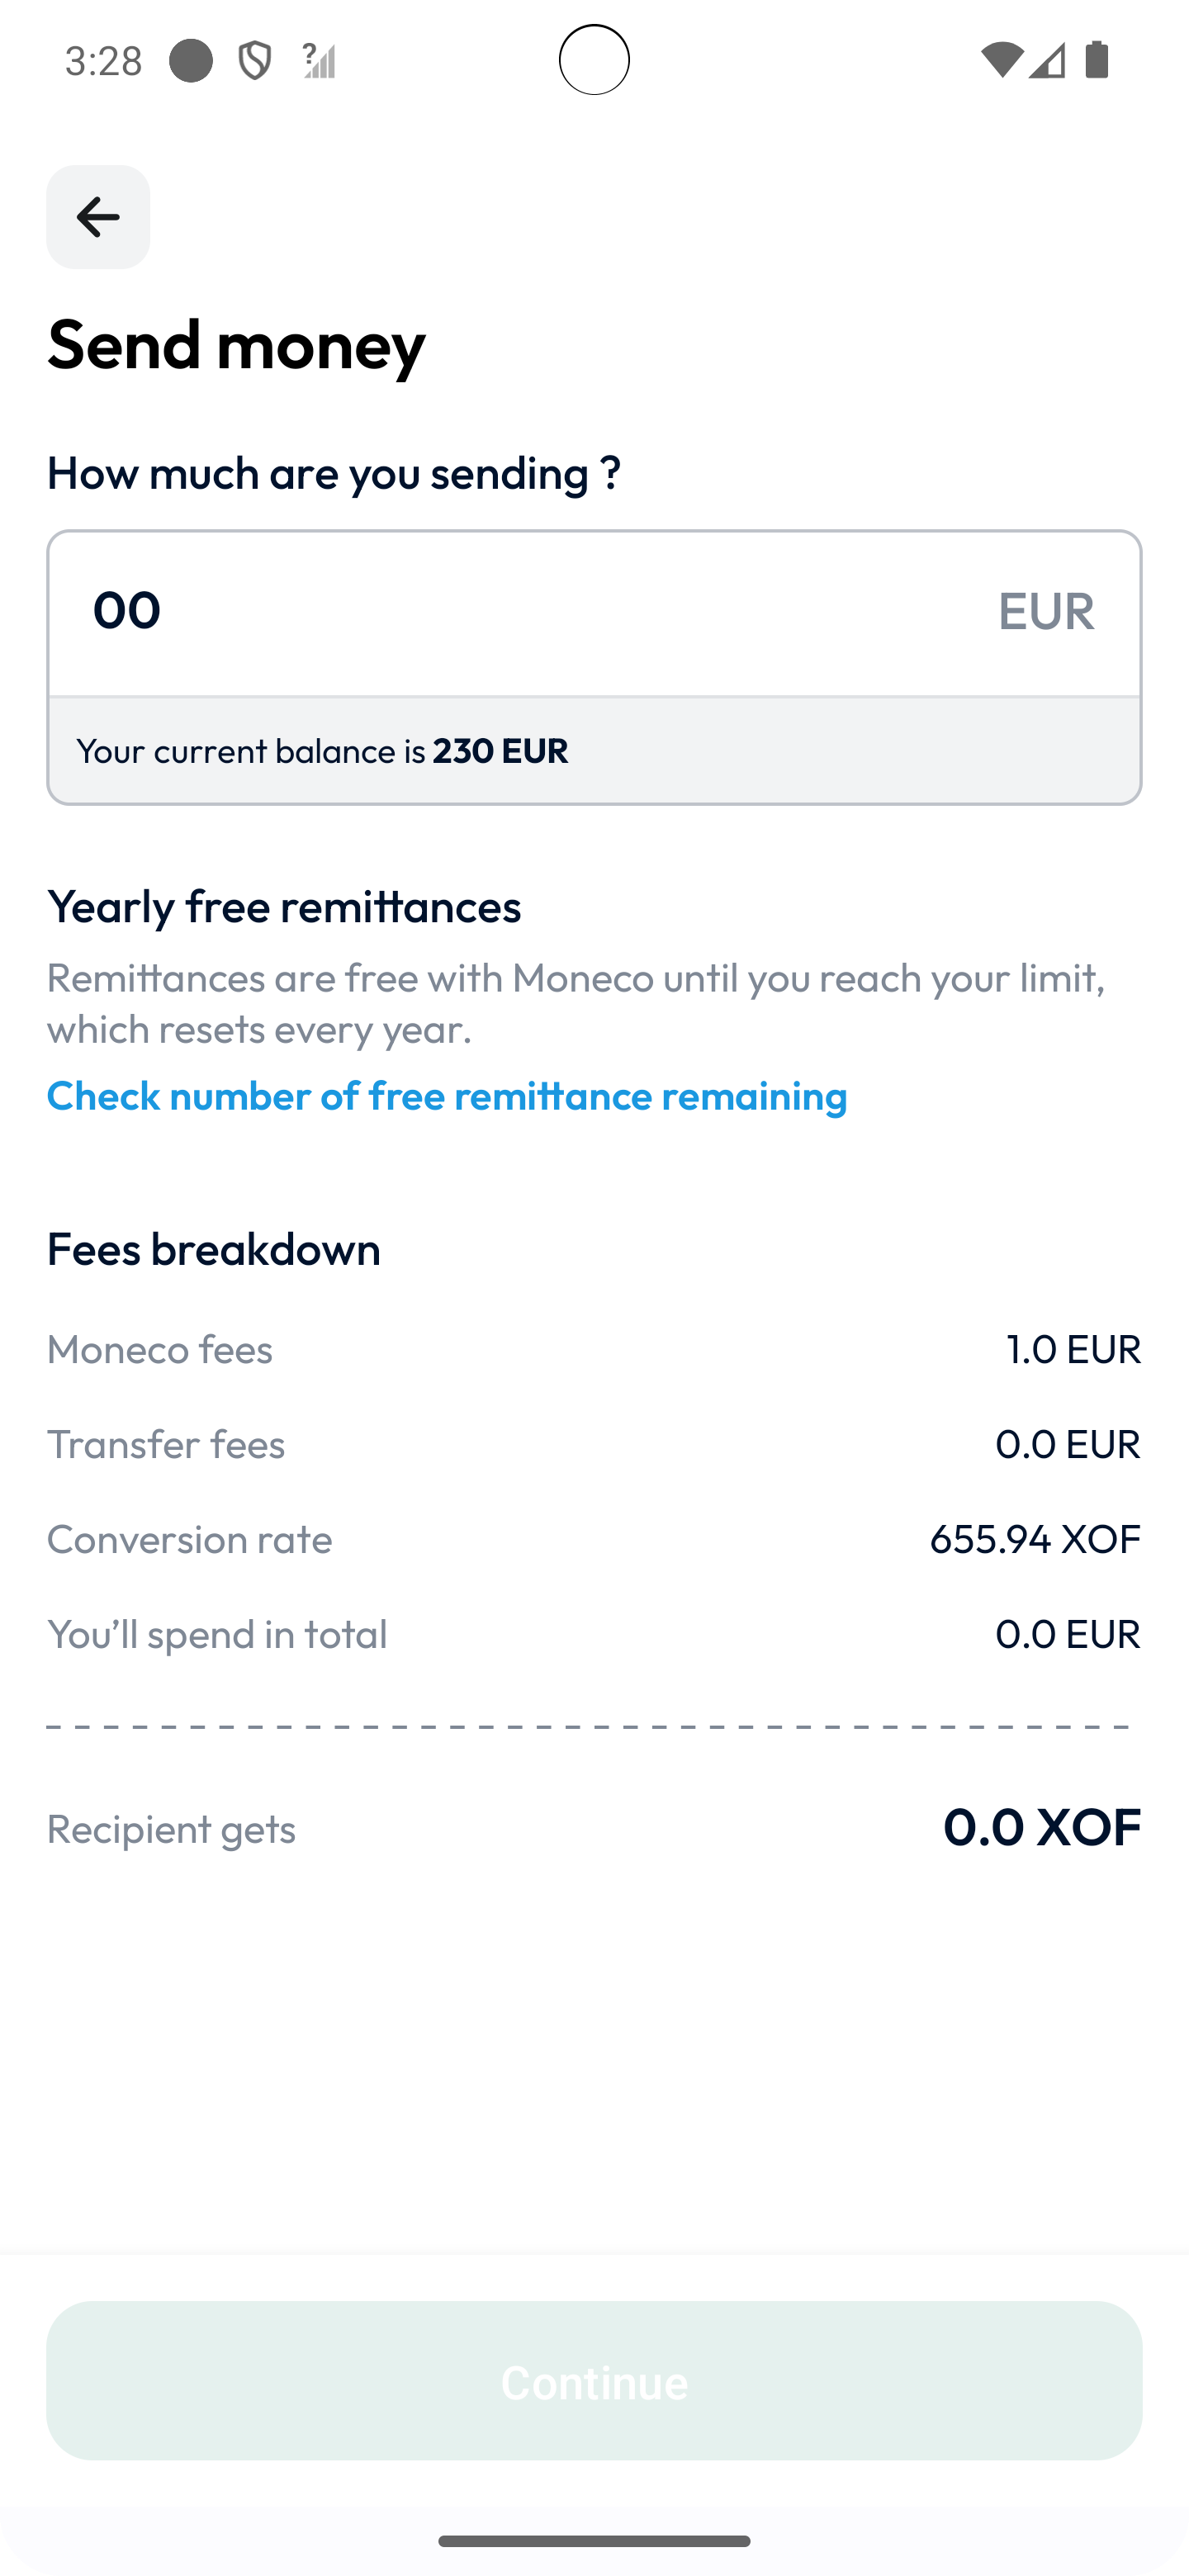 3:28
Send money
How much are you sending ?
00 EUR
Your current balance is 230 EUR
Yearly free remittances
Remittances are free with Moneco until you reach your limit,
which resets every year.
Check number of free remittance remaining
Fees breakdown
Moneco fees 1.0 EUR
Transfer fees 0.0 EUR
Conversion rate 655.94 XOF
You’ll spend in total 0.0 EUR
Recipient gets 0.0 XOF
Continue